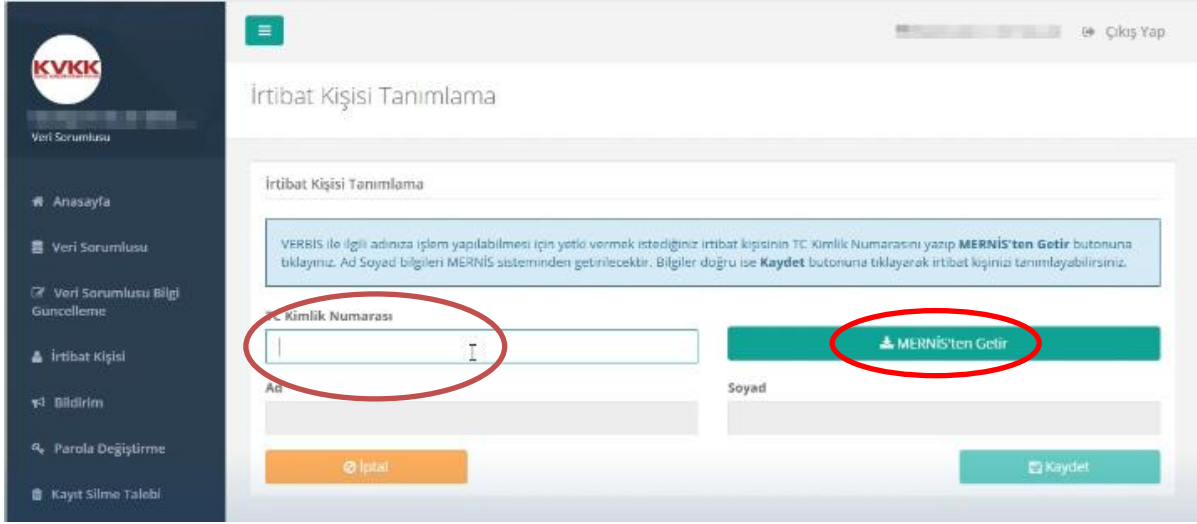 KVKK
Veri Sorumlusu
Anasayfa
Veri Sorumlusu
Veri Sorumlusu Bilgi
Güncelleme
İrtibat Kişisi
Bildirim
Parola Değiştirme
Kayıt Silme Talebi
Çıkış Yap
İrtibat Kişisi Tanımlama
İrtibat Kişisi Tanımlama
VERBİS ile ilgili adınıza işlem yapılabilmesi için yetki vermek istediğiniz irtibat kişisinin TC Kimlik Numarasını yazıp MERNİS'ten Getir butonuna
tıklayınız. Ad Soyad bilgileri MERNİS sisteminden getirilecektir. Bilgiler doğru ise Kaydet butonuna tıklayarak irtibat kişinizi tanımlayabilirsiniz.
TC Kimlik Numarası
MERNİS'ten Getir
Ad
Soyad
İptal
Kaydet